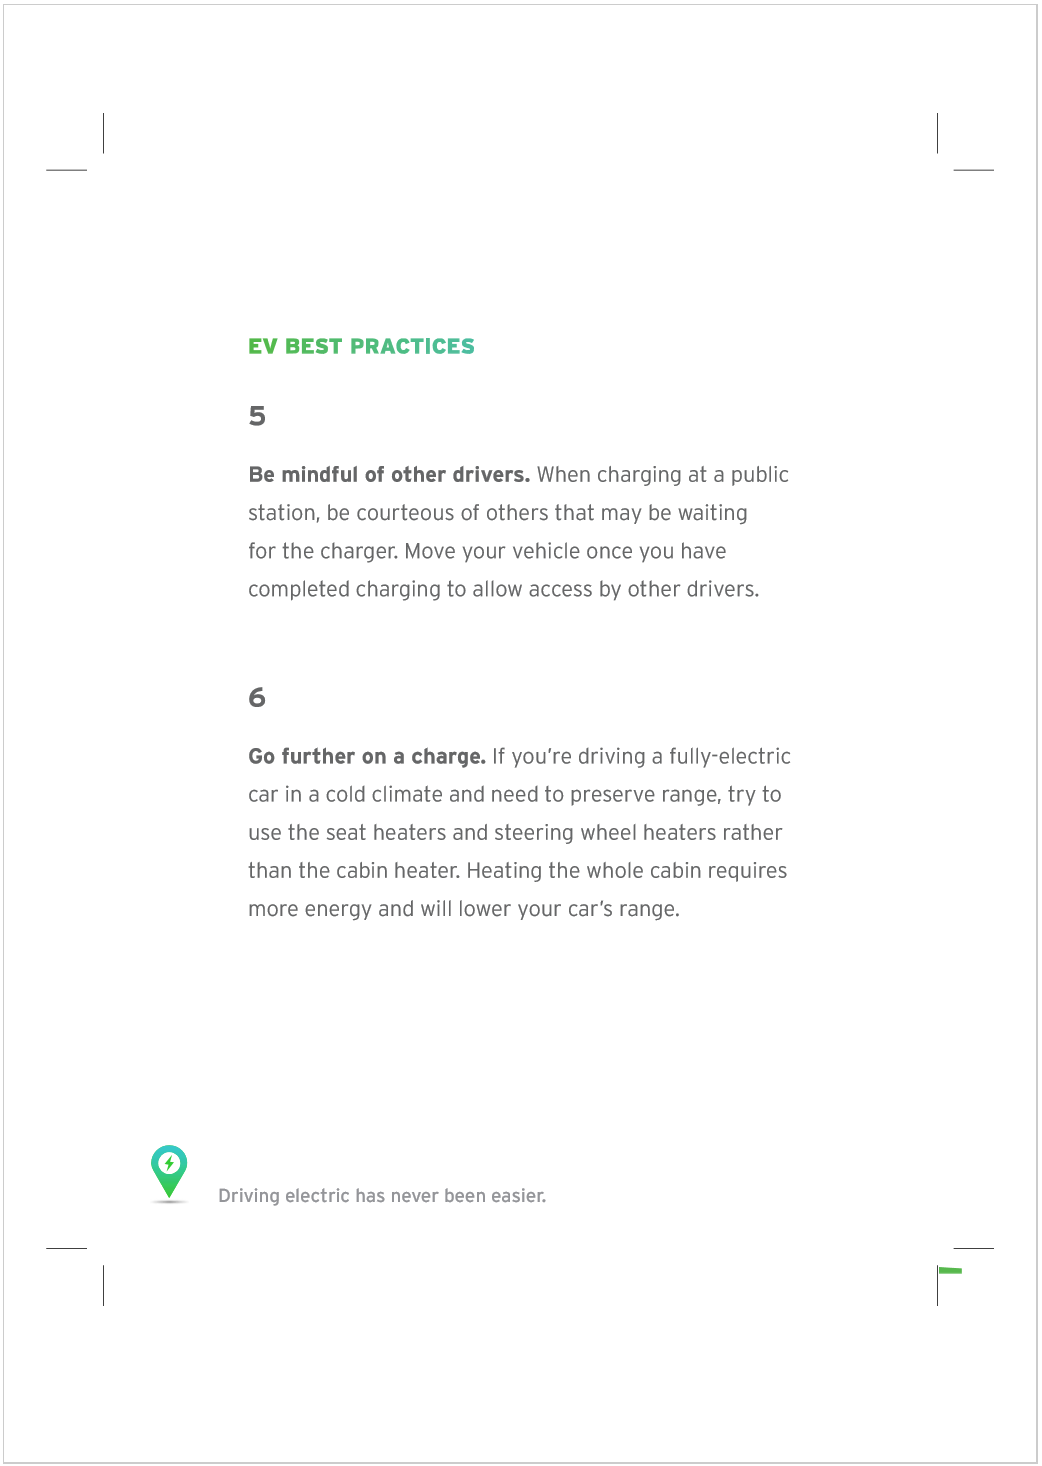 EV BEST PRACTICES
5
Be mindful of other drivers. When charging at a public
station, be courteous of others that may be waiting
for the charger. Move your vehicle once you have
completed charging to allow access by other drivers.
6
Go further on a charge. If you’re driving a fully-electric
car in a cold climate and need to preserve range, try to
use the seat heaters and steering wheel heaters rather
than the cabin heater. Heating the whole cabin requires
more energy and will lower your car’s range.
Driving electric has never been easier.